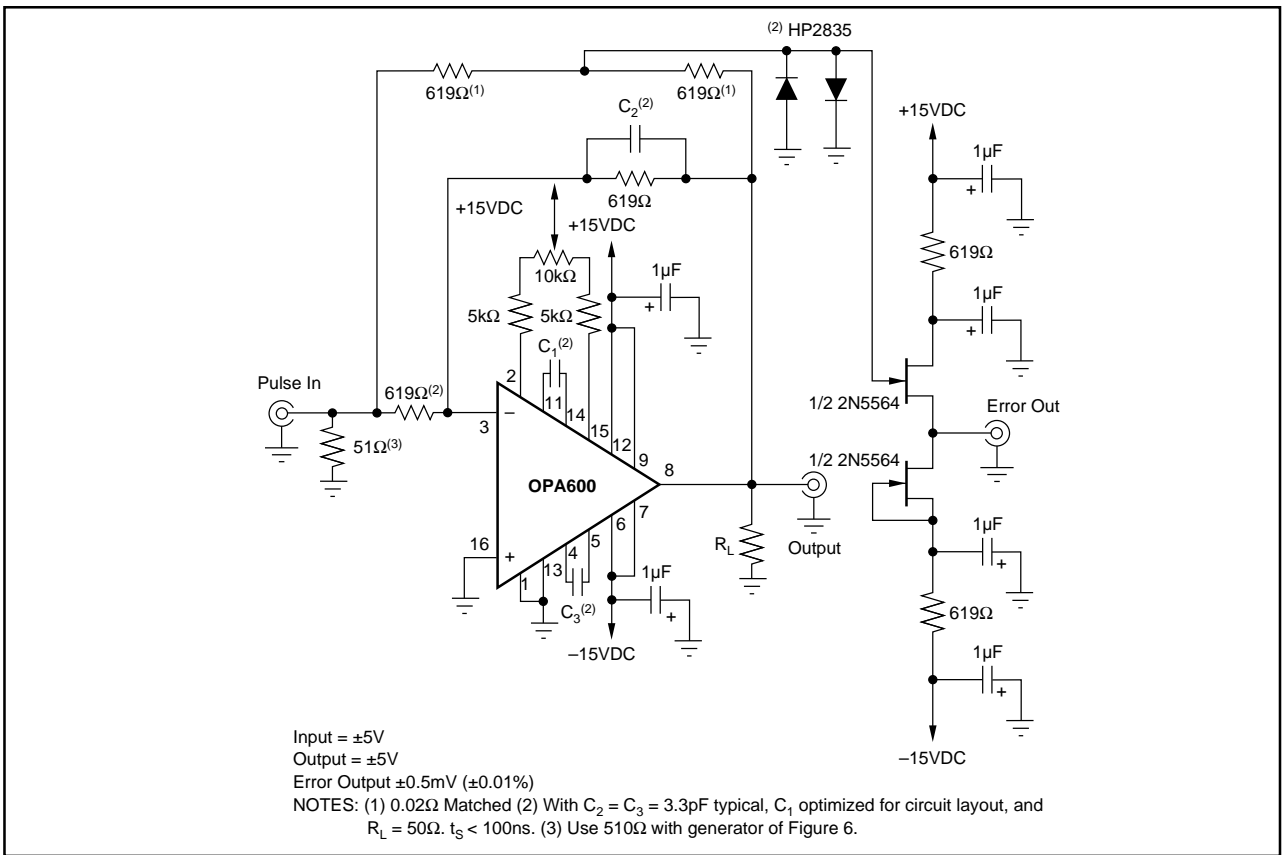 (2) HP2835
619Ω(1)
619Ω(1)
C2(2)
619Ω
+15VDC
+15VDC
10kΩ
1µF
5kΩ
5kΩ
C1(2)
+15VDC
1µF
619Ω
1µF
Pulse In
619Ω(2)
51Ω(3)
2
11
14
15
12
9
3
–
OPA600
8
16
+
1
13
4
5
6
7
C3(2)
1µF
+
–15VDC
+
RL
Output
1/2 2N5564
Error Out
1/2 2N5564
+
+
1µF
+
619Ω
1µF
+
–15VDC
Input = ±5V
Output = ±5V
Error Output ±0.5mV (±0.01%)
NOTES: (1) 0.02Ω Matched (2) With C2 = C3 = 3.3pF typical, C1 optimized for circuit layout, and
RL = 50Ω. tS < 100ns. (3) Use 510Ω with generator of Figure 6.